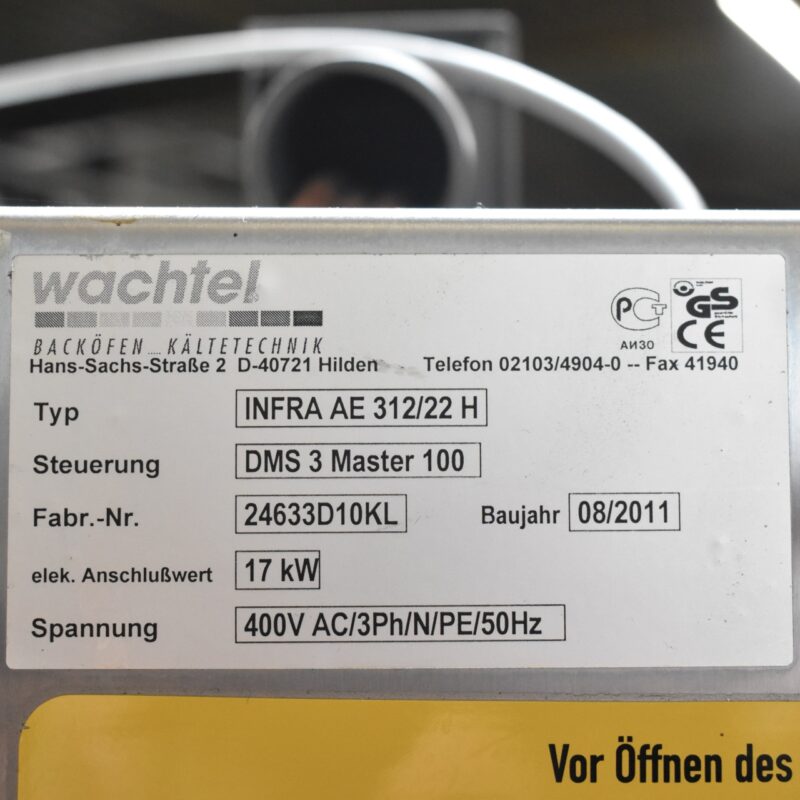 wachtel
BACKÖFEN .... KÄLTETECHNIK
Hans-Sachs-Straße 2 D-40721 Hilden Telefon 02103/4904-0 -- Fax 41940
РСТ
АИ30
GS
CE
Typ INFRA AE 312/22 H
Steuerung DMS 3 Master 100
Fabr.-Nr. 24633D10KL Baujahr 08/2011
elek. Anschlußwert 17 kW
Spannung 400V AC/3Ph/N/PE/50Hz
Vor Öffnen des